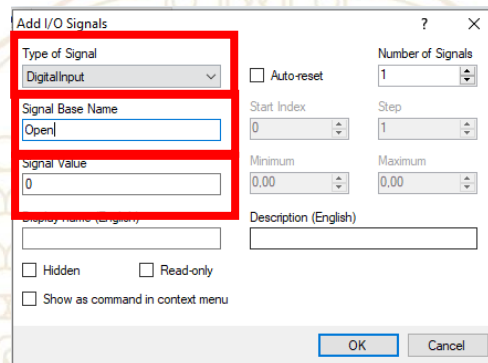 Add I/O Signals ? ✕
Type of Signal
Number of Signals
DigitalInput
Auto-reset
1
Signal Base Name
Start Index
Step
Open
0
1
Signal Value
Minimum
Maximum
0
0,00
0,00
Display name (English)
Description (English)
Hidden
Read-only
Show as command in context menu
OK
Cancel